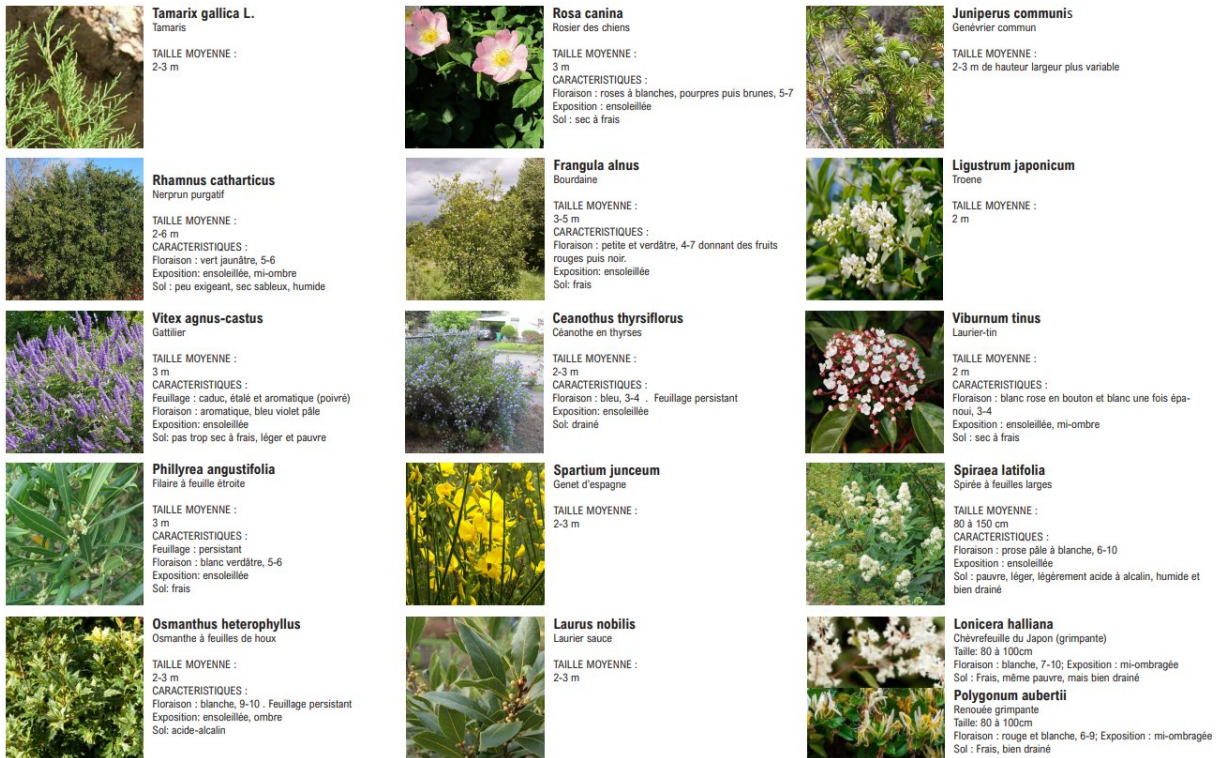 Tamarix gallica L.
Tamaris
TAILLE MOYENNE :
2-3 m
Rosa canina
Rosier des chiens
TAILLE MOYENNE :
3 m
CARACTERISTIQUES :
Floraison : roses à blanches, pourpres puis brunes, 5-7
Exposition : ensoleillée
Sol : sec à frais
Juniperus communis
Genévrier commun
TAILLE MOYENNE :
2-3 m de hauteur largeur plus variable
Rhamnus catharticus
Nerprun purgatif
TAILLE MOYENNE :
2-6 m
CARACTERISTIQUES :
Floraison : vert jaunâtre, 5-6
Exposition: ensoleillée, mi-ombre
Sol : peu exigeant, sec sableux, humide
Frangula alnus
Bourdaine
TAILLE MOYENNE :
3-5 m
CARACTERISTIQUES :
Floraison : petite et verdâtre, 4-7 donnant des fruits
rouges puis noir.
Exposition: ensoleillée
Sol: frais
Ligustrum japonicum
Troene
TAILLE MOYENNE :
2 m
Vitex agnus-castus
Gattilier
TAILLE MOYENNE :
3 m
CARACTERISTIQUES :
Feuillage : caduc, étalé et aromatique (poivré)
Floraison : aromatique, bleu violet pâle
Exposition: ensoleillée
Sol: pas trop sec à frais, léger et pauvre
Ceanothus thyrsiflorus
Céanothe en thyrses
TAILLE MOYENNE :
2-3 m
CARACTERISTIQUES :
Floraison : bleu, 3-4 . Feuillage persistant
Exposition: ensoleillée
Sol: drainé
Viburnum tinus
Laurier-tin
TAILLE MOYENNE :
2 m
CARACTERISTIQUES :
Floraison : blanc rose en bouton et blanc une fois épa-
noui, 3-4
Exposition : ensoleillée, mi-ombre
Sol : sec à frais
Phillyrea angustifolia
Filaire à feuille étroite
TAILLE MOYENNE :
3 m
CARACTERISTIQUES :
Feuillage : persistant
Floraison : blanc verdâtre, 5-6
Exposition: ensoleillée
Sol: frais
Spartium junceum
Genet d'espagne
TAILLE MOYENNE :
2-3 m
Spiraea latifolia
Spirée à feuilles larges
TAILLE MOYENNE :
80 à 150 cm
CARACTERISTIQUES :
Floraison : prose pâle à blanche, 6-10
Exposition : ensoleillée
Sol : pauvre, léger, légèrement acide à alcalin, humide et
bien drainé
Osmanthus heterophyllus
Osmanthe à feuilles de houx
TAILLE MOYENNE :
2-3 m
CARACTERISTIQUES :
Floraison : blanche, 9-10 . Feuillage persistant
Exposition: ensoleillée, ombre
Sol: acide-alcalin
Laurus nobilis
Laurier sauce
TAILLE MOYENNE :
2-3 m
Lonicera halliana
Chèvrefeuille du Japon (grimpante)
Taille: 80 à 100cm
Floraison : blanche, 7-10; Exposition : mi-ombragée
Sol : Frais, même pauvre, mais bien drainé
Polygonum aubertii
Renouée grimpante
Taille: 80 à 100cm
Floraison : rouge et blanche, 6-9; Exposition : mi-ombragée
Sol : Frais, bien drainé